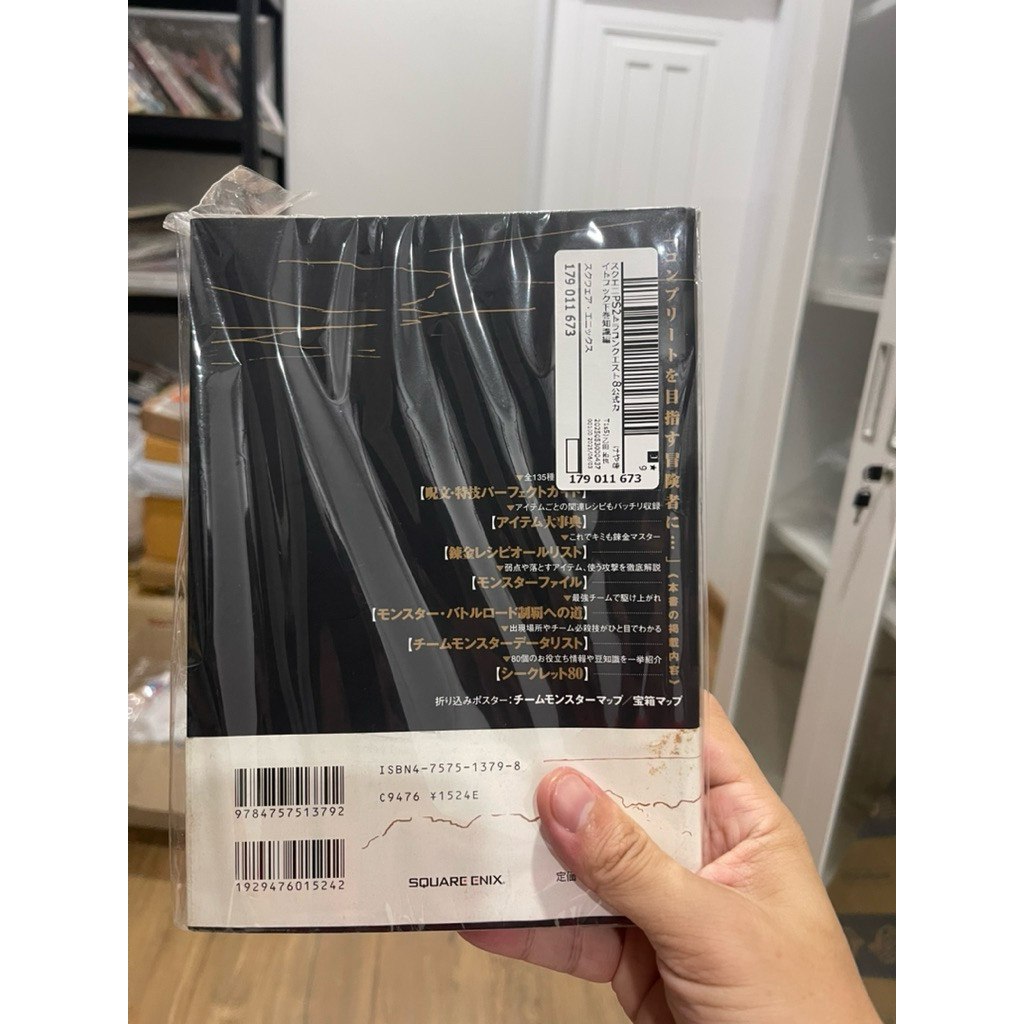 コンプリートを目指す冒険者に…」《本書の掲載内容》
スクエニPS2ドラゴンクエスト8公式ガ
イドブック下巻知識編
スクウェア・エニックス
179 011 673
179 011 673
▼全135種
【呪文・特技パーフェクトガイド】
▼アイテムごとの関連レシピもバッチリ収録
【アイテム大事典】
▼これでキミも錬金マスター
【錬金レシピオールリスト】
▼弱点や落とすアイテム、使う攻撃を徹底解説
【モンスターファイル】
▼最強チームで駆け上がれ
【モンスター・バトルロード制覇への道】
▼出現場所やチーム必殺技がひと目でわかる
【チームモンスターデータリスト】
▼80個のお役立ち情報や豆知識を一挙紹介
【シークレット80】
折り込みポスター：チームモンスターマップ／宝箱マップ
ISBN4-7575-1379-8
C9476 ¥1524E
9784757513792
1929476015242
SQUARE ENIX.
定価